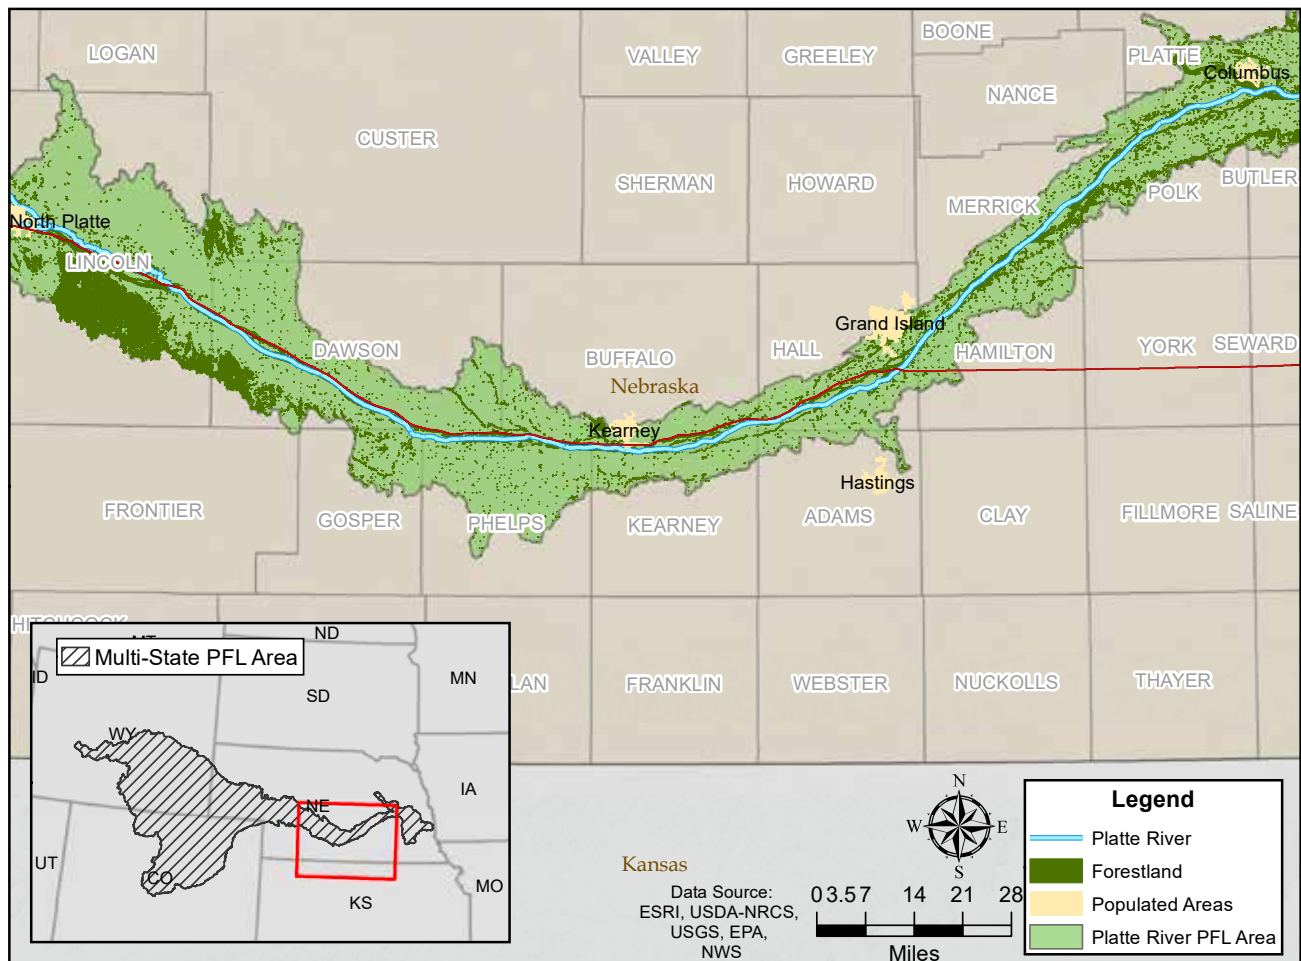 LOGAN
VALLEY
GREELEY
BOONE
PLATTE
Columbus
NANCE
CUSTER
SHERMAN
HOWARD
MERRICK
POLK
BUTLER
North Platte
LINCOLN
Grand Island
DAWSON
BUFFALO
HALL
HAMILTON
YORK
SEWARD
Nebraska
Kearney
Hastings
FRONTIER
GOSPER
PHELPS
KEARNEY
ADAMS
CLAY
FILLMORE
SALINE
HITCHCOCK
LAN
FRANKLIN
WEBSTER
NUCKOLLS
THAYER
Multi-State PFL Area
MT
ND
ID
SD
MN
WY
NE
IA
UT
CO
KS
MO
Kansas
Data Source:
ESRI, USDA-NRCS,
USGS, EPA,
NWS
N
W
E
S
0 3.5 7 14 21 28
Miles
Legend
Platte River
Forestland
Populated Areas
Platte River PFL Area